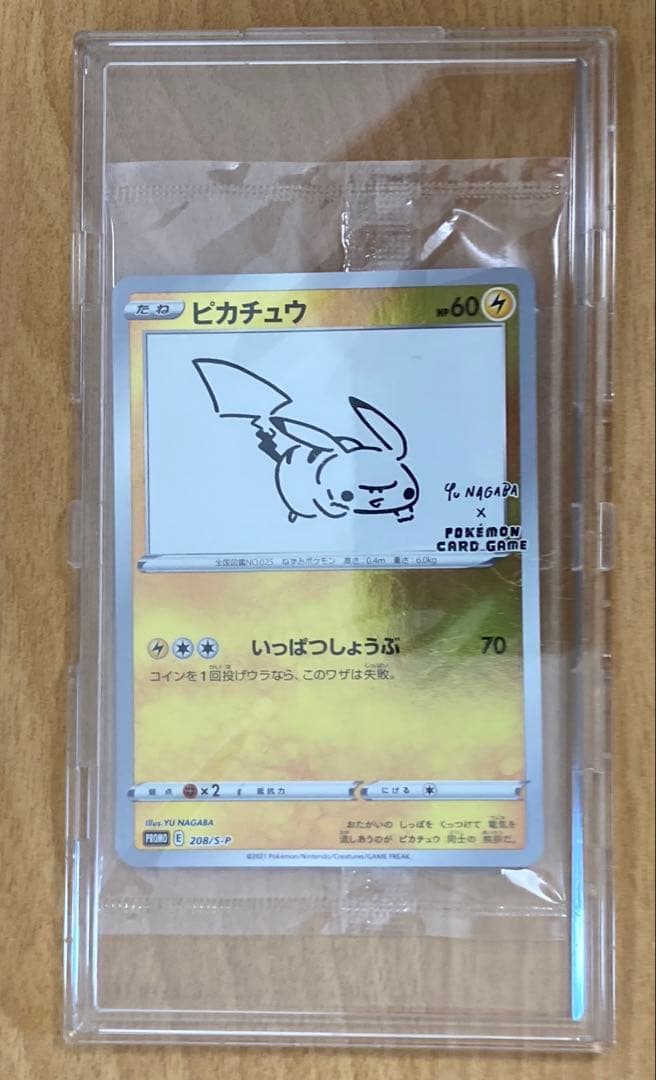 たね ピカチュウ HP60
Yu NAGABA
×
POKÉMON
CARD GAME
全国図鑑NO.025 ねずみポケモン 高さ:0.4m 重さ:6.0kg
いっぱつしょうぶ 70
コインを1回投げウラなら、このワザは失敗。
弱点 ×2 抵抗力 にげる
Illus. YU NAGABA
おたがいの しっぽを くっつけて 電気を
流しあうのが ピカチュウ 同士の 挨拶だ。
PROMO E 208/S-P
©2021 Pokémon/Nintendo/Creatures/GAME FREAK.